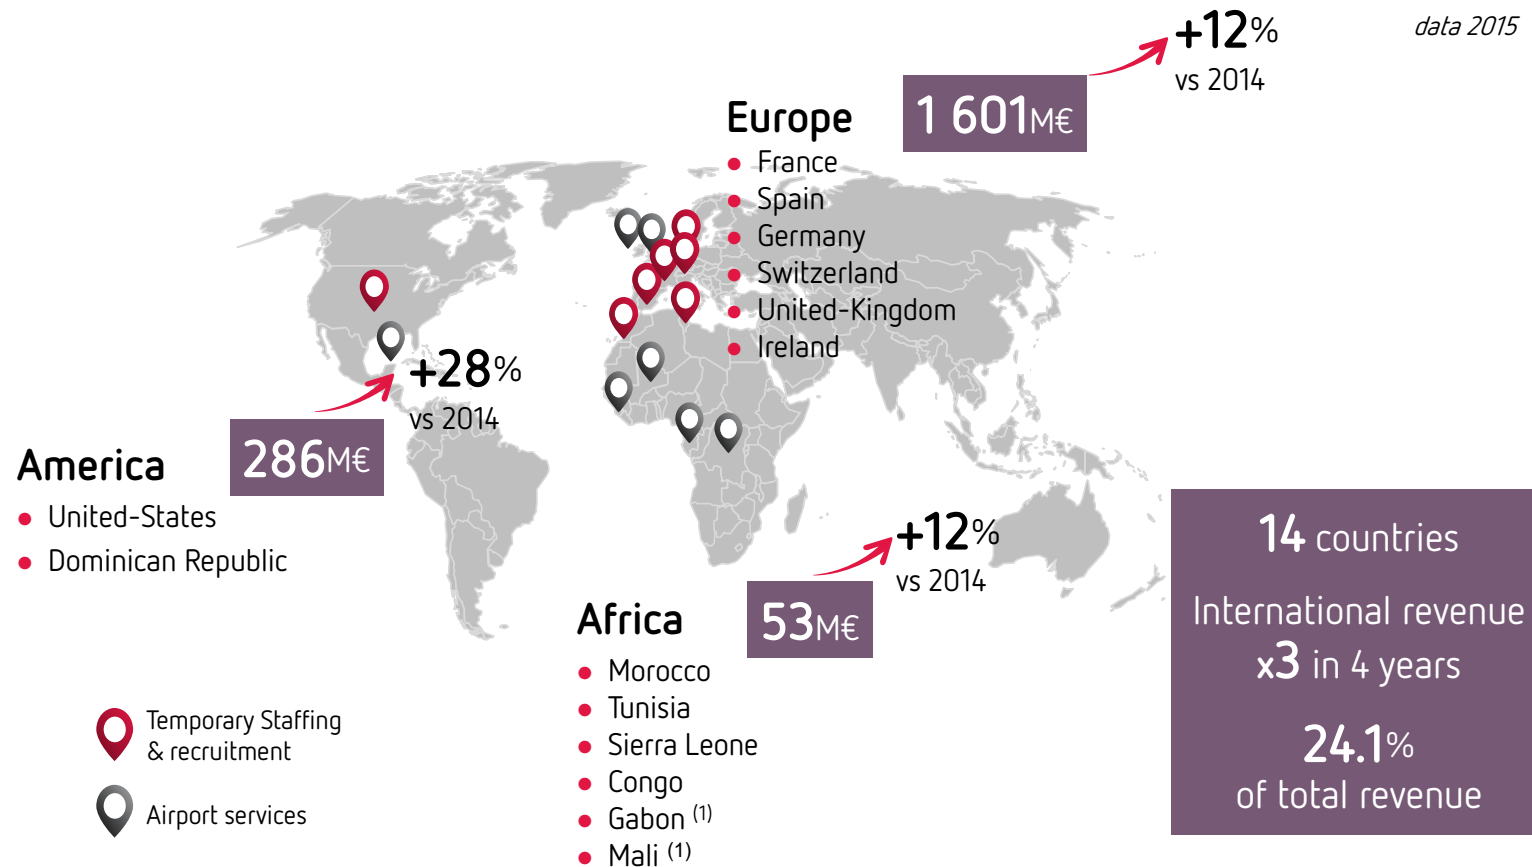 data 2015
+12%
vs 2014
1 601M€
Europe
• France
• Spain
• Germany
• Switzerland
• United-Kingdom
• Ireland
+28%
vs 2014
286M€
America
• United-States
• Dominican Republic
+12%
vs 2014
53M€
Africa
• Morocco
• Tunisia
• Sierra Leone
• Congo
• Gabon (1)
• Mali (1)
14 countries
International revenue
x3 in 4 years
24.1%
of total revenue
Temporary Staffing
& recruitment
Airport services